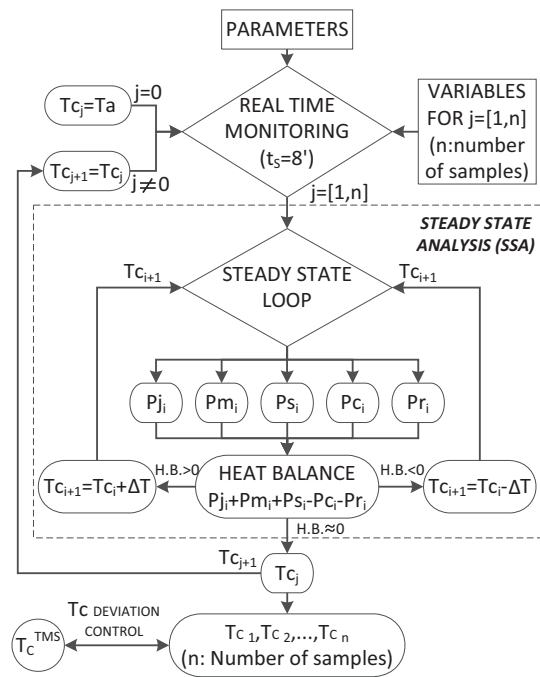 PARAMETERS
Tcj=Ta
j=0
REAL TIME
MONITORING
(tS=8')
VARIABLES
FOR j=[1,n]
(n:number
of samples)
Tcj+1=Tcj
j≠0
j=[1,n]
STEADY STATE
ANALYSIS (SSA)
Tci+1
STEADY STATE
LOOP
Tci+1
Pji
Pmi
Psi
Pci
Pri
Tci+1=Tci+ΔT
H.B.>0
HEAT BALANCE
Pji+Pmi+Psi-Pci-Pri
H.B.<0
Tci+1=Tci-ΔT
H.B.≈0
Tcj+1
Tcj
Tc DEVIATION
CONTROL
TC^TMS
TC 1,TC 2,...,TC n
(n: Number of samples)